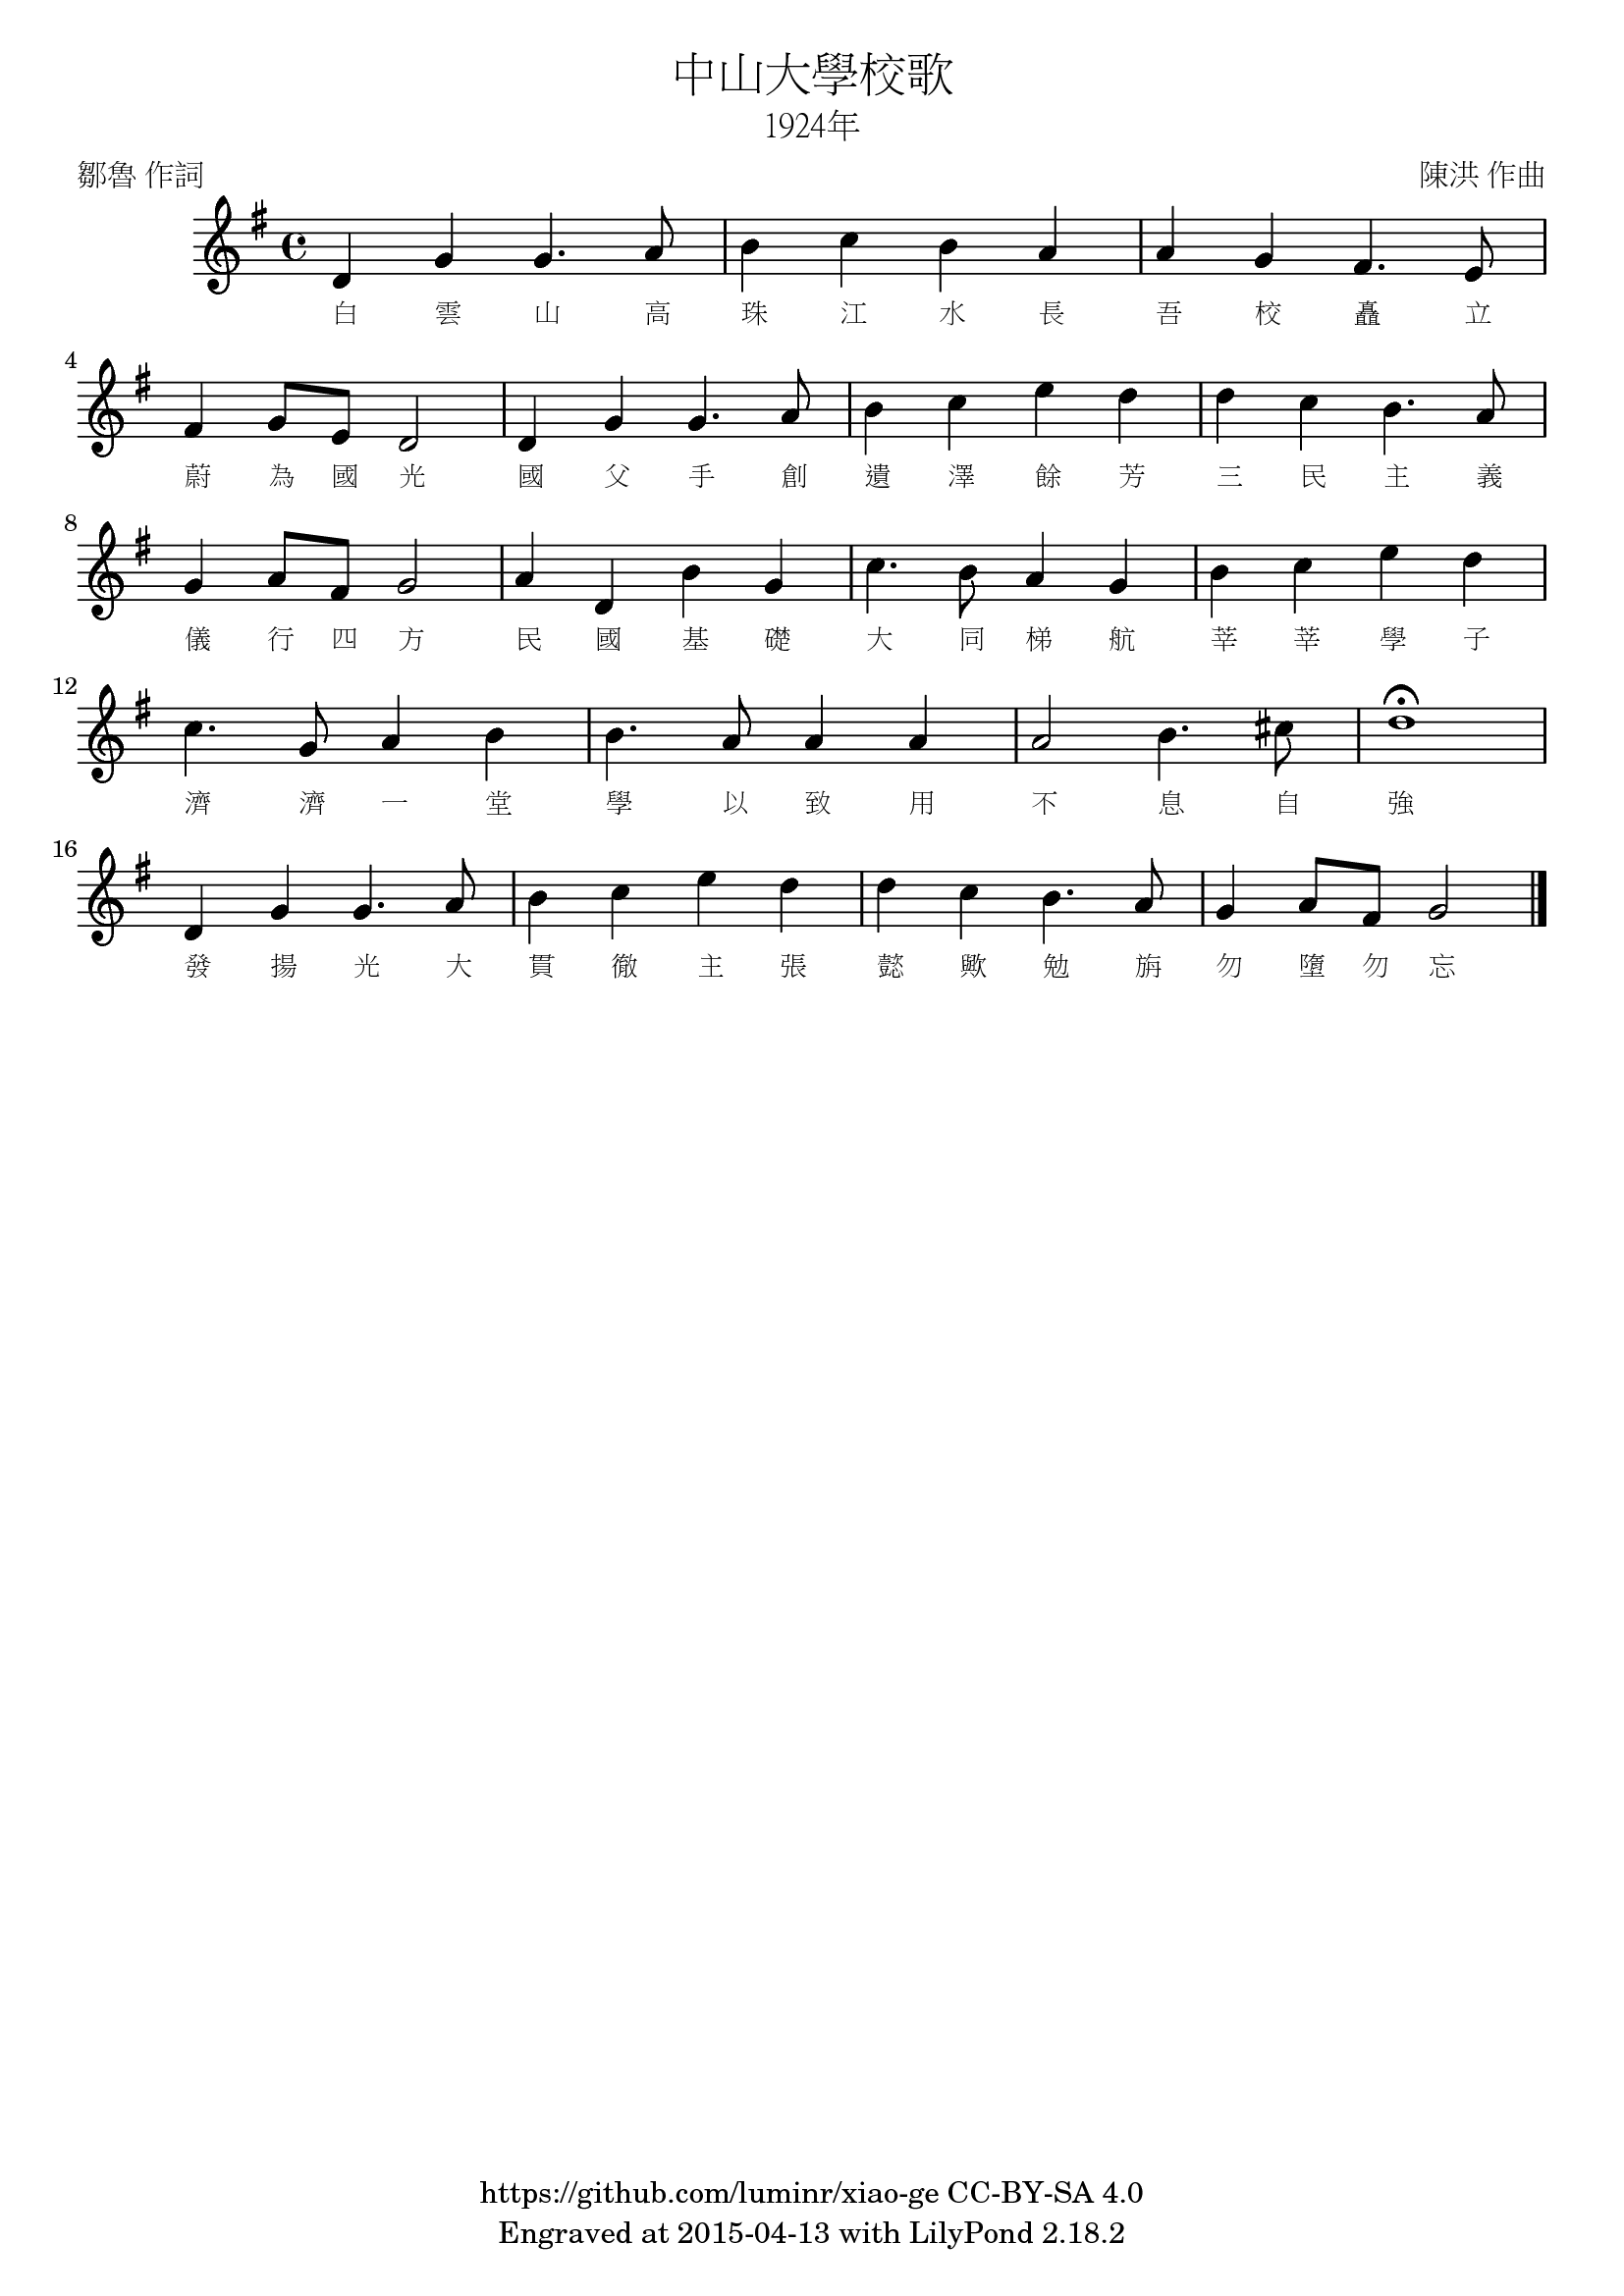 中山大學校歌
1924年
鄒魯 作詞
陳洪 作曲
白 雲 山 高 珠 江 水 長 吾 校 矗 立
4
蔚 為 國 光 國 父 手 創 遺 澤 餘 芳 三 民 主 義
8
儀 行 四 方 民 國 基 礎 大 同 梯 航 莘 莘 學 子
12
濟 濟 一 堂 學 以 致 用 不 息 自 強
16
發 揚 光 大 貫 徹 主 張 懿 歟 勉 旃 勿 墮 勿 忘
https://github.com/luminr/xiao-ge CC-BY-SA 4.0
Engraved at 2015-04-13 with LilyPond 2.18.2